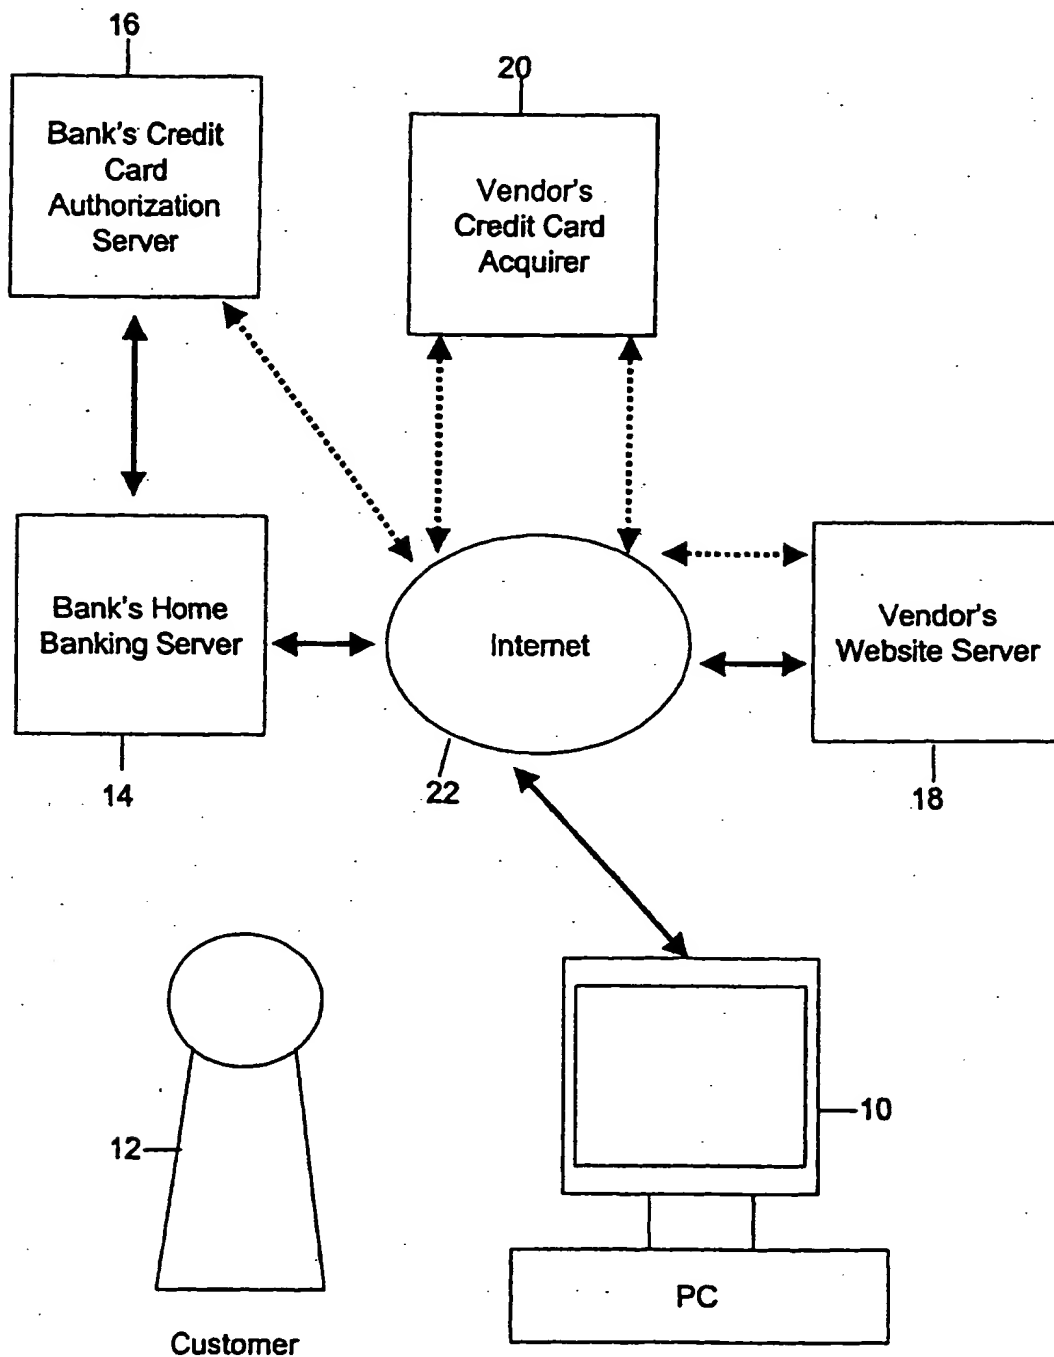 16
20
Bank's Credit
Card
Authorization
Server
Vendor's
Credit Card
Acquirer
Bank's Home
Banking Server
Internet
Vendor's
Website Server
14
22
18
12
10
PC
Customer